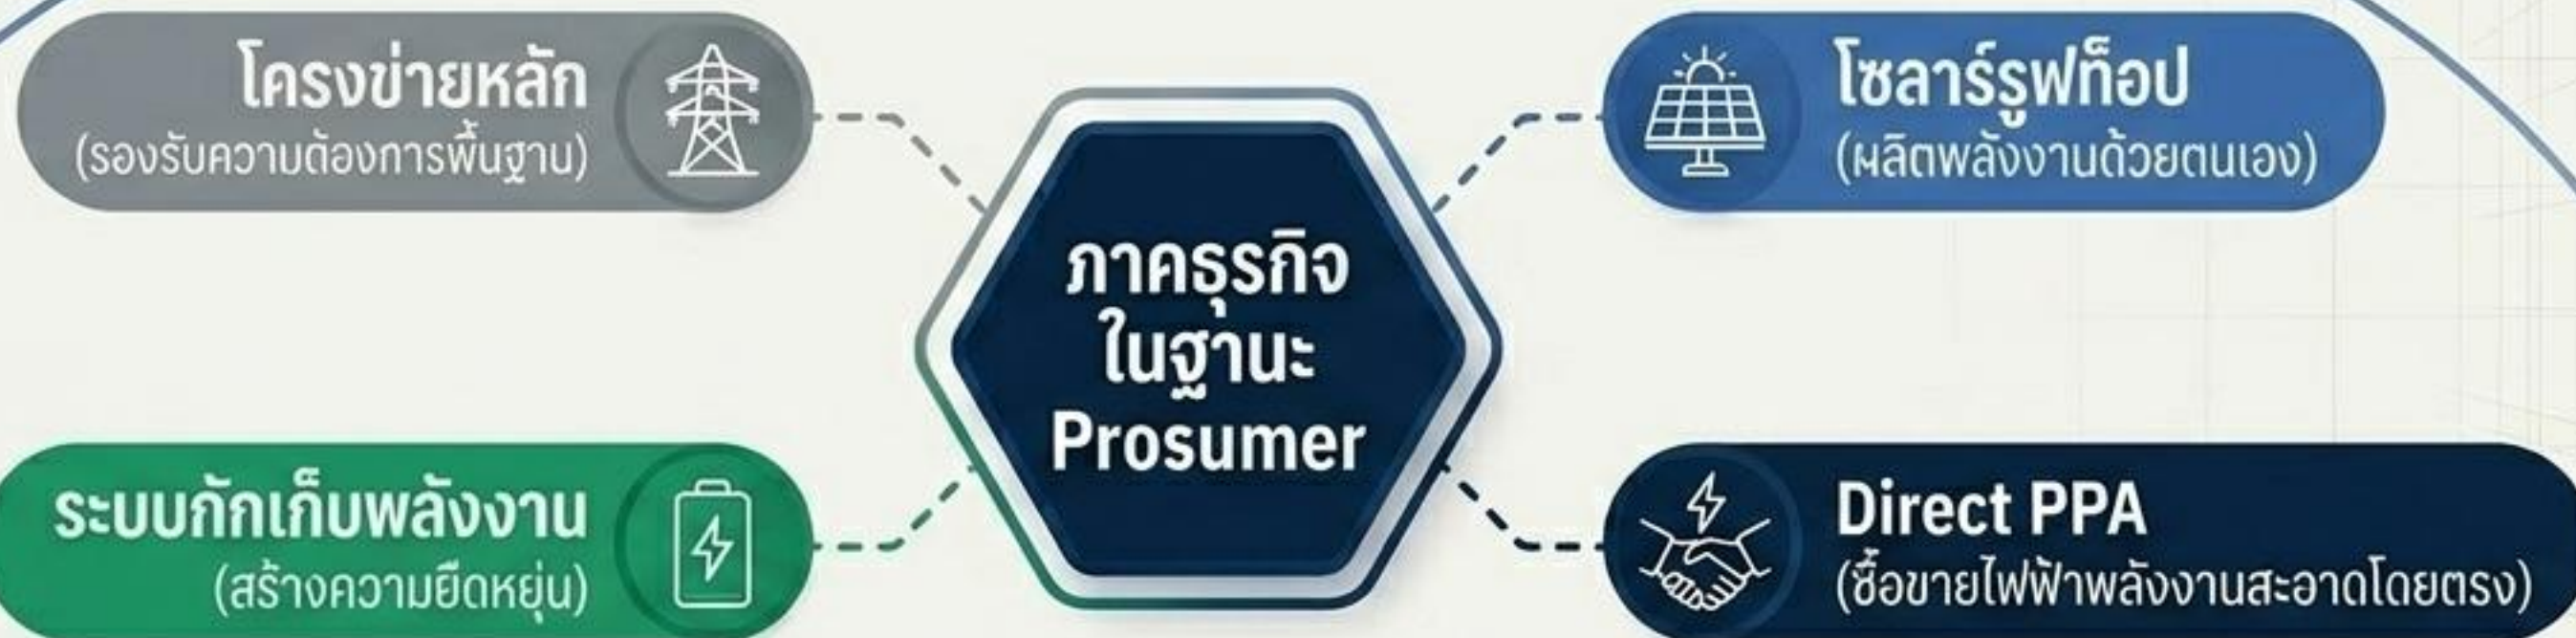 โครงข่ายหลัก
(รองรับความต้องการพื้นฐาน)
โซลาร์รูฟท็อป
(ผลิตพลังงานด้วยตนเอง)
ภาคธุรกิจ
ในฐานะ
Prosumer
ระบบกักเก็บพลังงาน
(สร้างความยืดหยุ่น)
Direct PPA
(ซื้อขายไฟฟ้าพลังงานสะอาดโดยตรง)